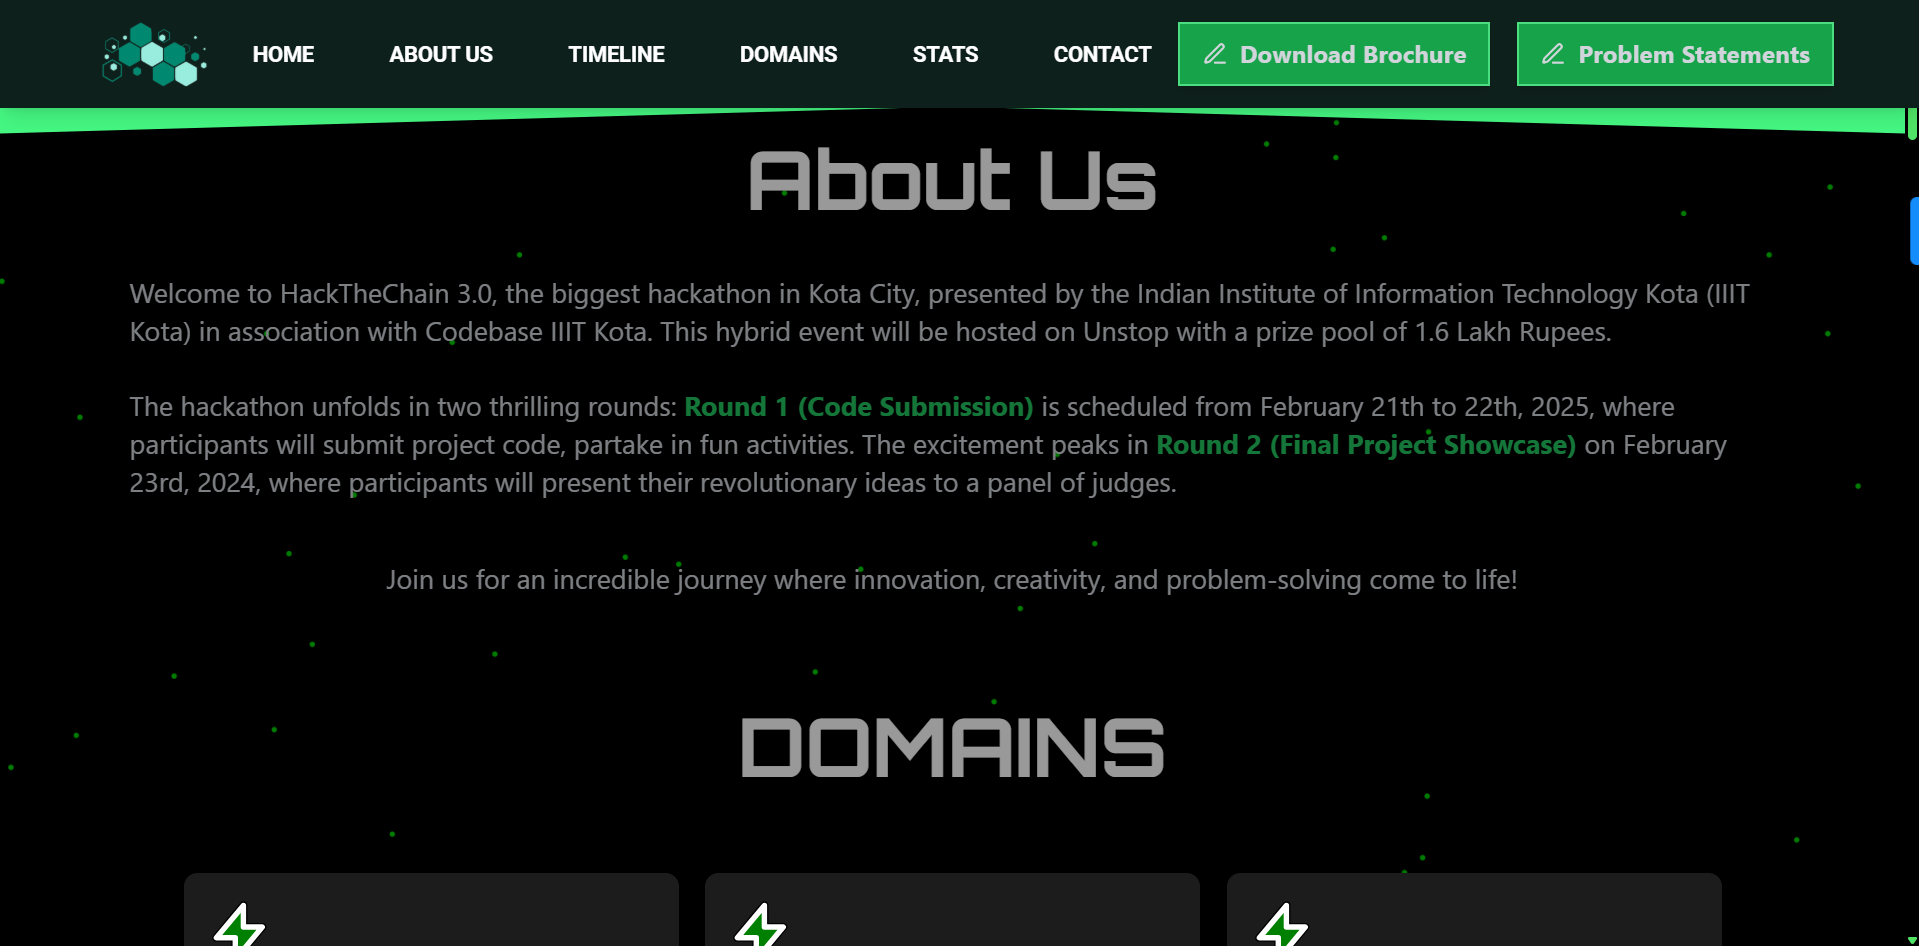 HOME ABOUT US TIMELINE DOMAINS STATS CONTACT Download Brochure Problem Statements
About Us
Welcome to HackTheChain 3.0, the biggest hackathon in Kota City, presented by the Indian Institute of Information Technology Kota (IIIT
Kota) in association with Codebase IIIT Kota. This hybrid event will be hosted on Unstop with a prize pool of 1.6 Lakh Rupees.
The hackathon unfolds in two thrilling rounds: Round 1 (Code Submission) is scheduled from February 21th to 22th, 2025, where
participants will submit project code, partake in fun activities. The excitement peaks in Round 2 (Final Project Showcase) on February
23rd, 2024, where participants will present their revolutionary ideas to a panel of judges.
Join us for an incredible journey where innovation, creativity, and problem-solving come to life!
DOMAINS